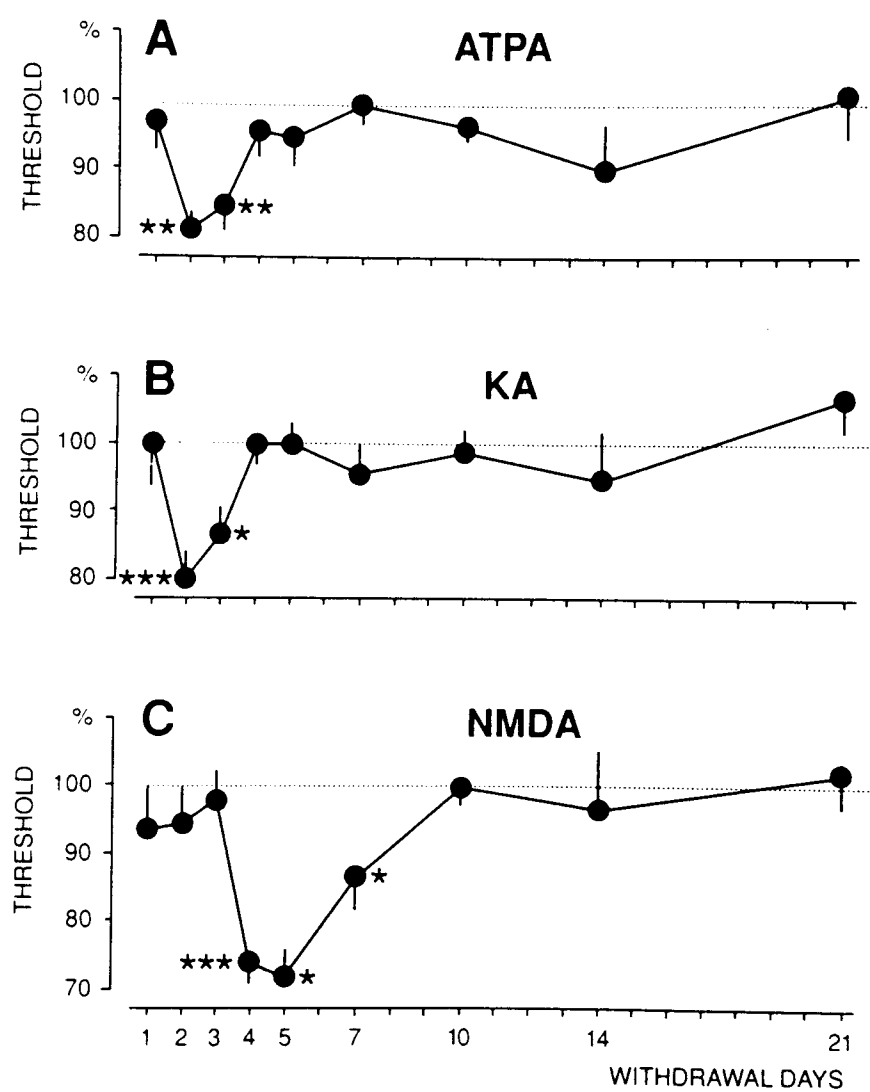 %
A
ATPA
THRESHOLD
100
90
80
**
**
%
B
KA
THRESHOLD
100
90
80
***
*
%
C
NMDA
THRESHOLD
100
90
80
70
***
*
*
1 2 3 4 5 7 10 14 21
WITHDRAWAL DAYS